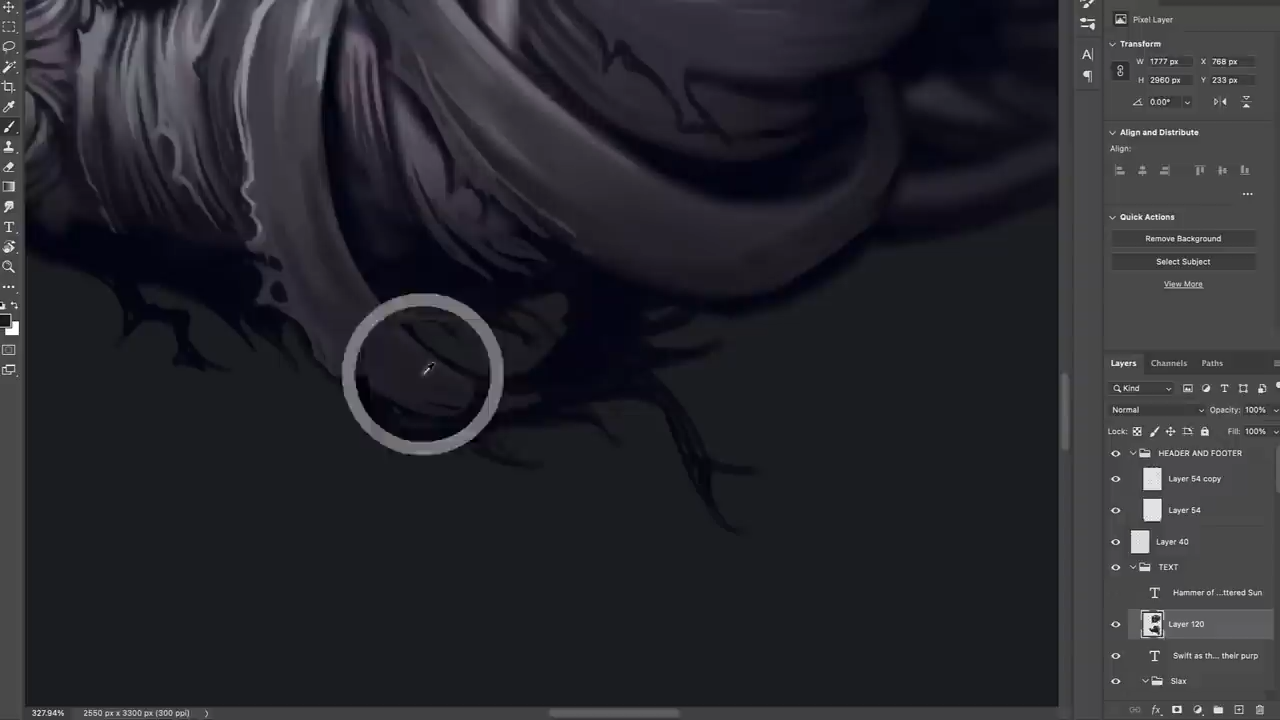 Pixel Layer
Transform
W 1777 px X 768 px
H 2960 px Y 233 px
0.00°
Align and Distribute
Align:
Quick Actions
Remove Background
Select Subject
View More
Layers Channels Paths
Kind
Normal Opacity: 100%
Lock: Fill: 100%
HEADER AND FOOTER
Layer 54 copy
Layer 54
Layer 40
TEXT
Hammer of ...ttered Sun
Layer 120
Swift as th... their purp
Slax
327.94% 2550 px x 3300 px (300 ppi)